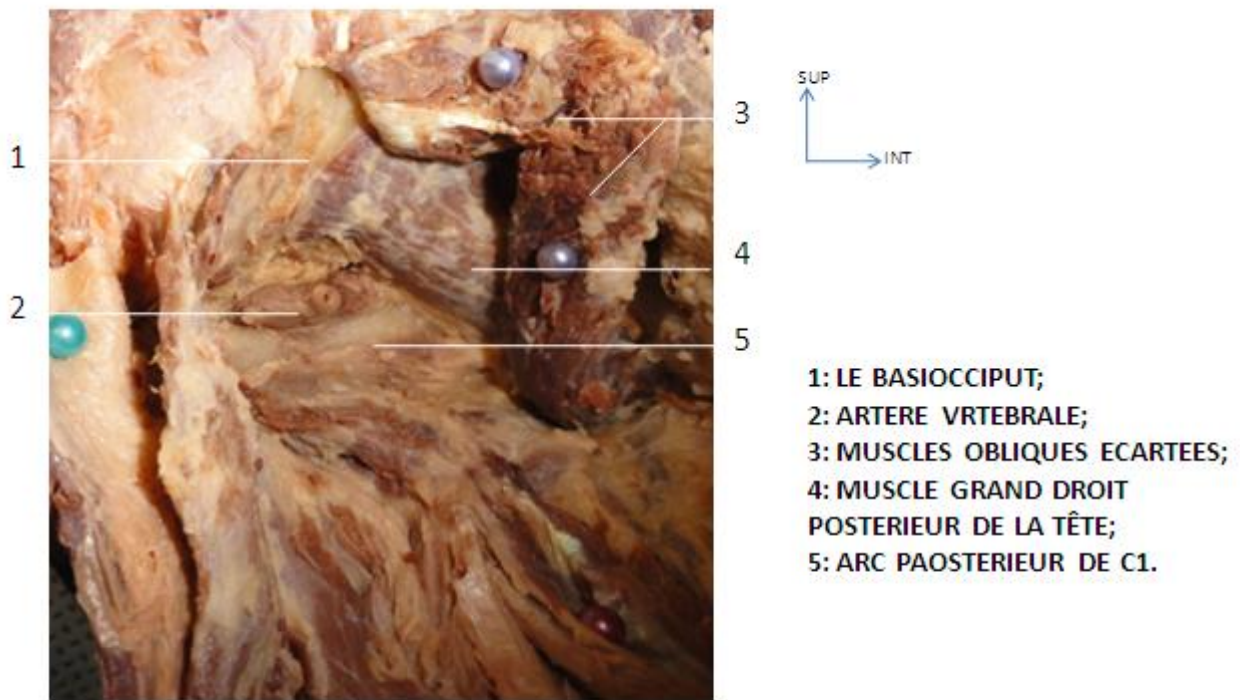 1
2
3
4
5
SUP
INT
1: LE BASIOCCIPUT;
2: ARTERE VRTEBRALE;
3: MUSCLES OBLIQUES ECARTEES;
4: MUSCLE GRAND DROIT
POSTERIEUR DE LA TÊTE;
5: ARC PAOSTERIEUR DE C1.